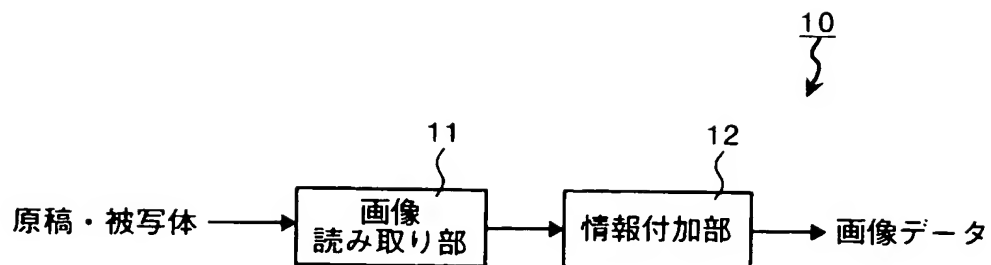 10
11
12
原稿・被写体
画像
読み取り部
情報付加部
画像データ